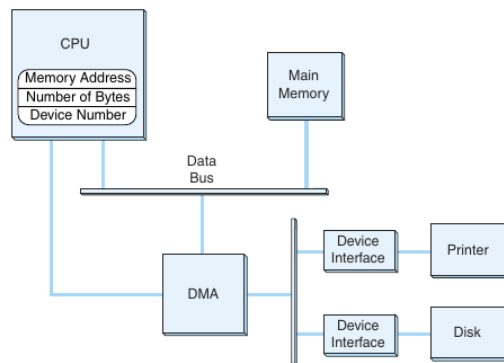 CPU
Memory Address
Number of Bytes
Device Number
Main
Memory
Data
Bus
DMA
Device
Interface
Printer
Device
Interface
Disk